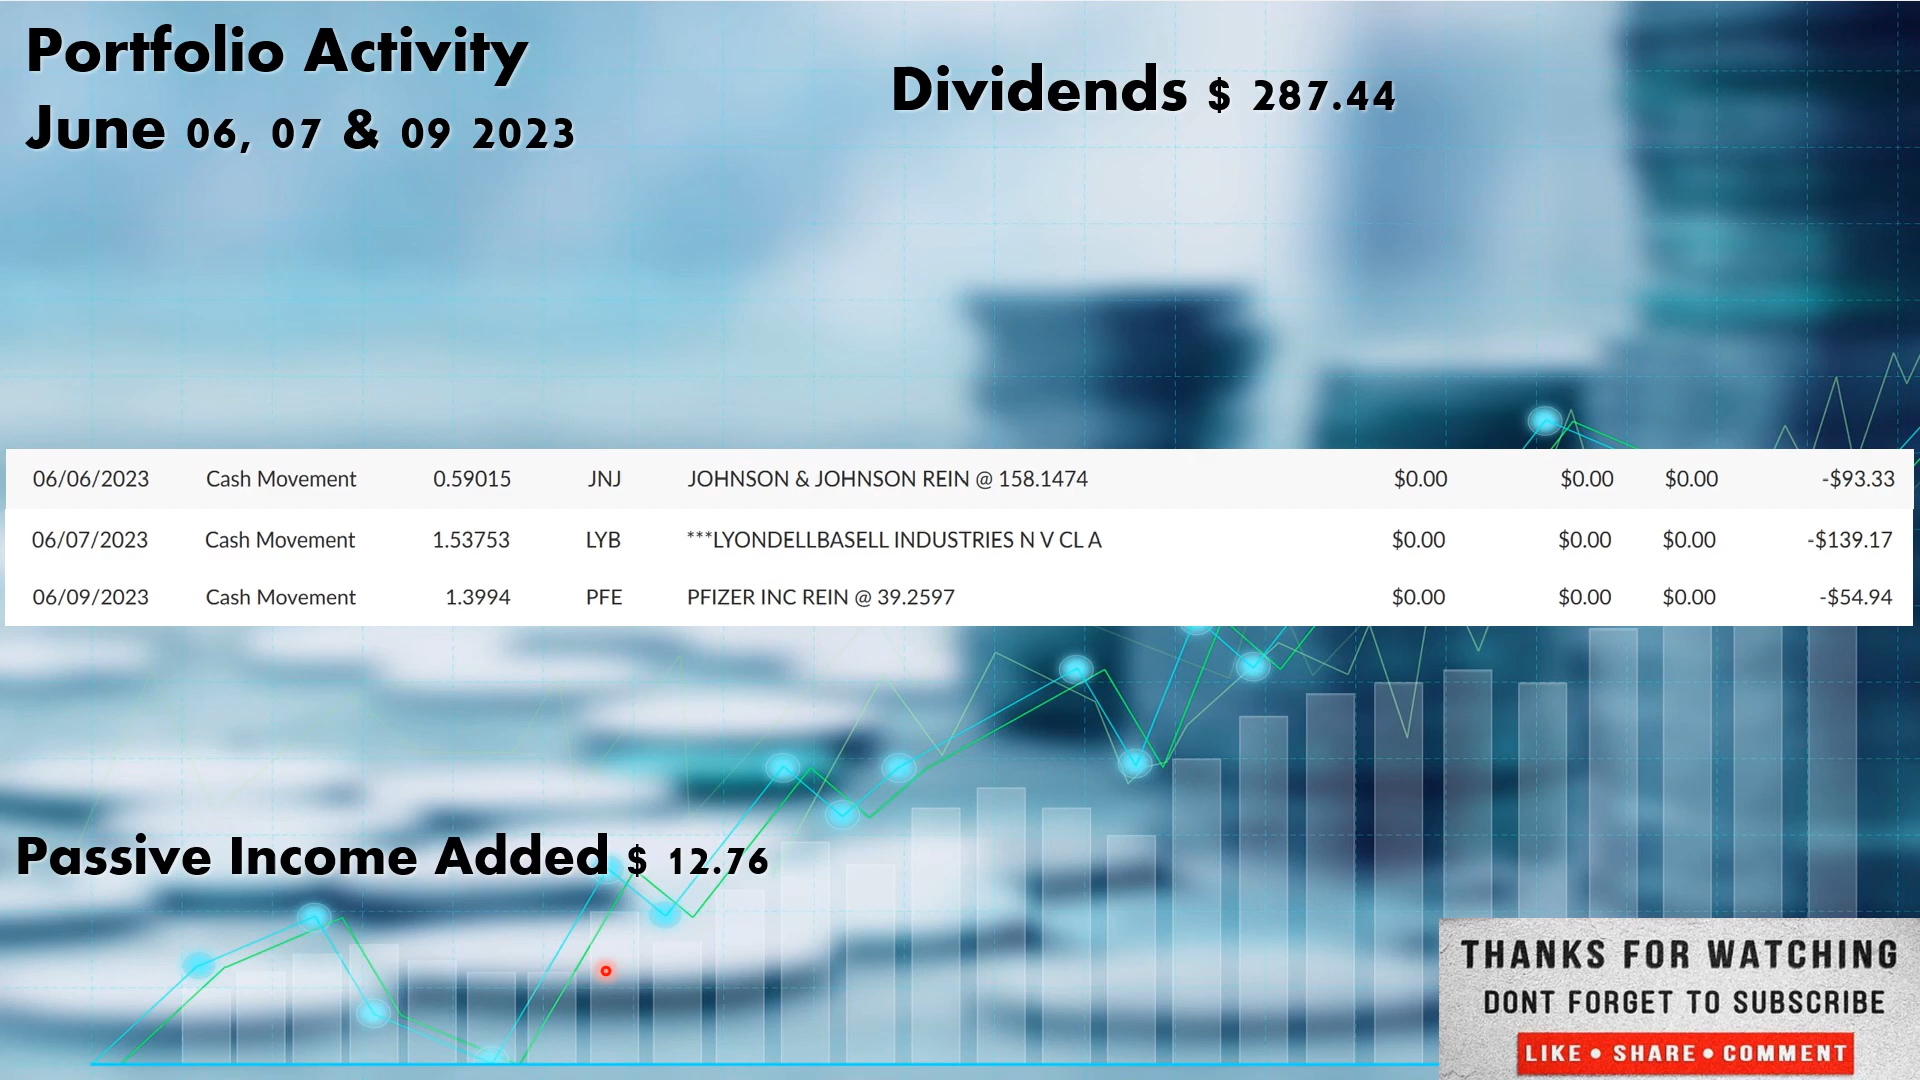 Portfolio Activity
June 06, 07 & 09 2023
Dividends $ 287.44
06/06/2023 Cash Movement 0.59015 JNJ JOHNSON & JOHNSON REIN @ 158.1474 $0.00 $0.00 $0.00 -$93.33
06/07/2023 Cash Movement 1.53753 LYB ***LYONDELLBASELL INDUSTRIES N V CL A $0.00 $0.00 $0.00 -$139.17
06/09/2023 Cash Movement 1.3994 PFE PFIZER INC REIN @ 39.2597 $0.00 $0.00 $0.00 -$54.94
Passive Income Added $ 12.76
THANKS FOR WATCHING
DONT FORGET TO SUBSCRIBE
LIKE • SHARE • COMMENT